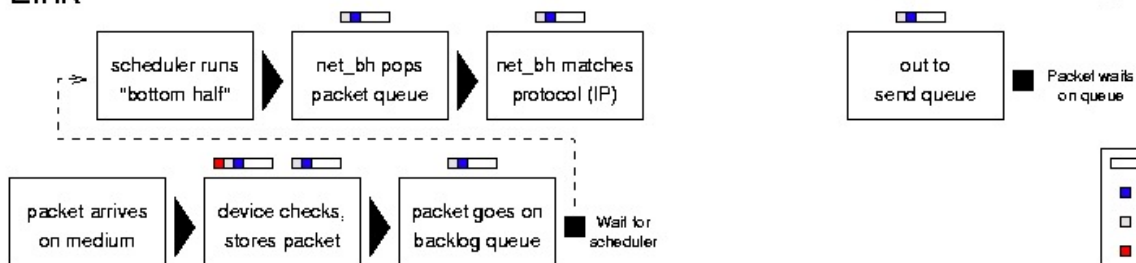 Link
scheduler runs
"bottom half"
net_bh pops
packet queue
net_bh matches
protocol (IP)
out to
send queue
Packet waits
on queue
packet arrives
on medium
device checks,
stores packet
packet goes on
backlog queue
Wait for
scheduler